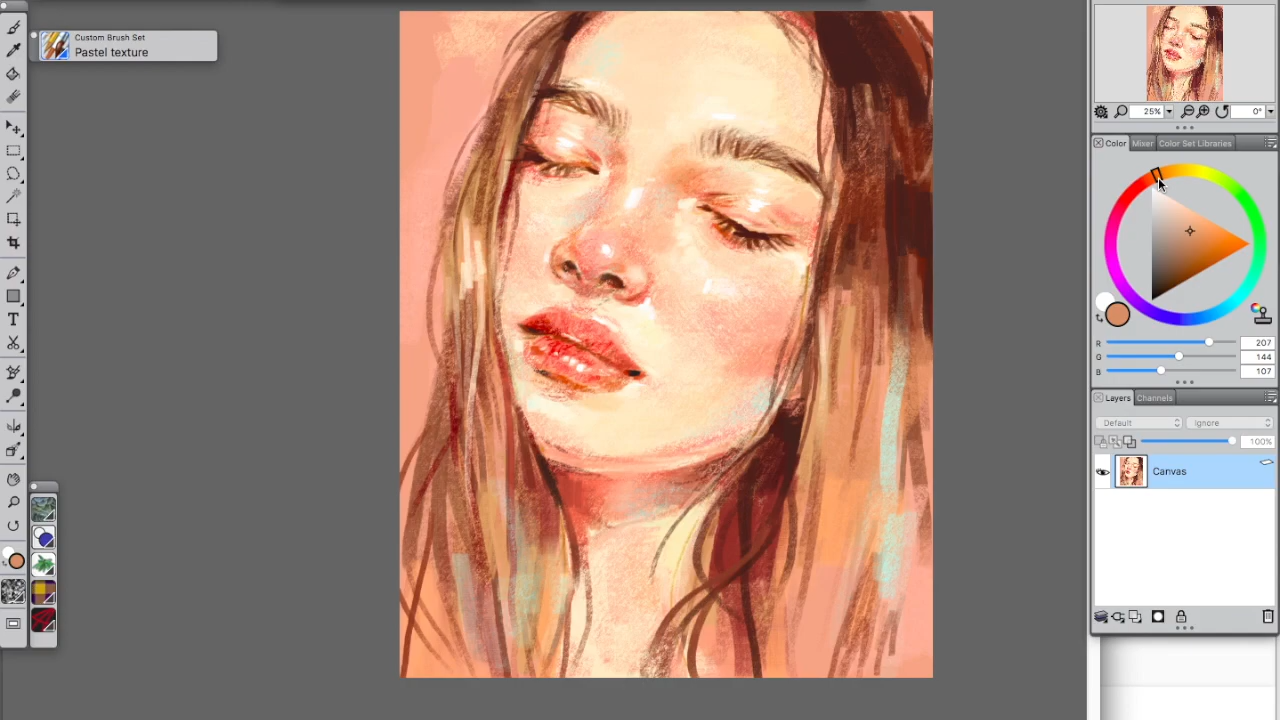 Custom Brush Set
Pastel texture
25%
0°
Color
Mixer
Color Set Libraries
R
207
G
144
B
107
Layers
Channels
Default
Ignore
100%
Canvas
T